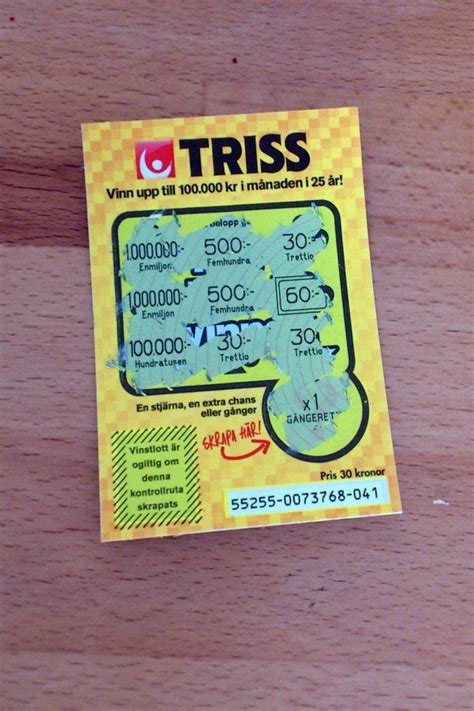 TRISS
Vinn upp till 100.000 kr i månaden i 25 år!
belopp
1.000.000:- 500:- 30:-
Enmiljon Femhundra Trettio
1.000.000:- 500:- 60:-
Enmiljon Femhundra
100.000:- 30:- 30:-
Hundratusen Trettio Trettio
En stjärna, en extra chans
eller gånger
SKRAPA HÄR!
x1
GÅNGERETT
Vinstlott är
ogiltig om
denna
kontrollruta
skrapats
Pris 30 kronor
55255-0073768-041